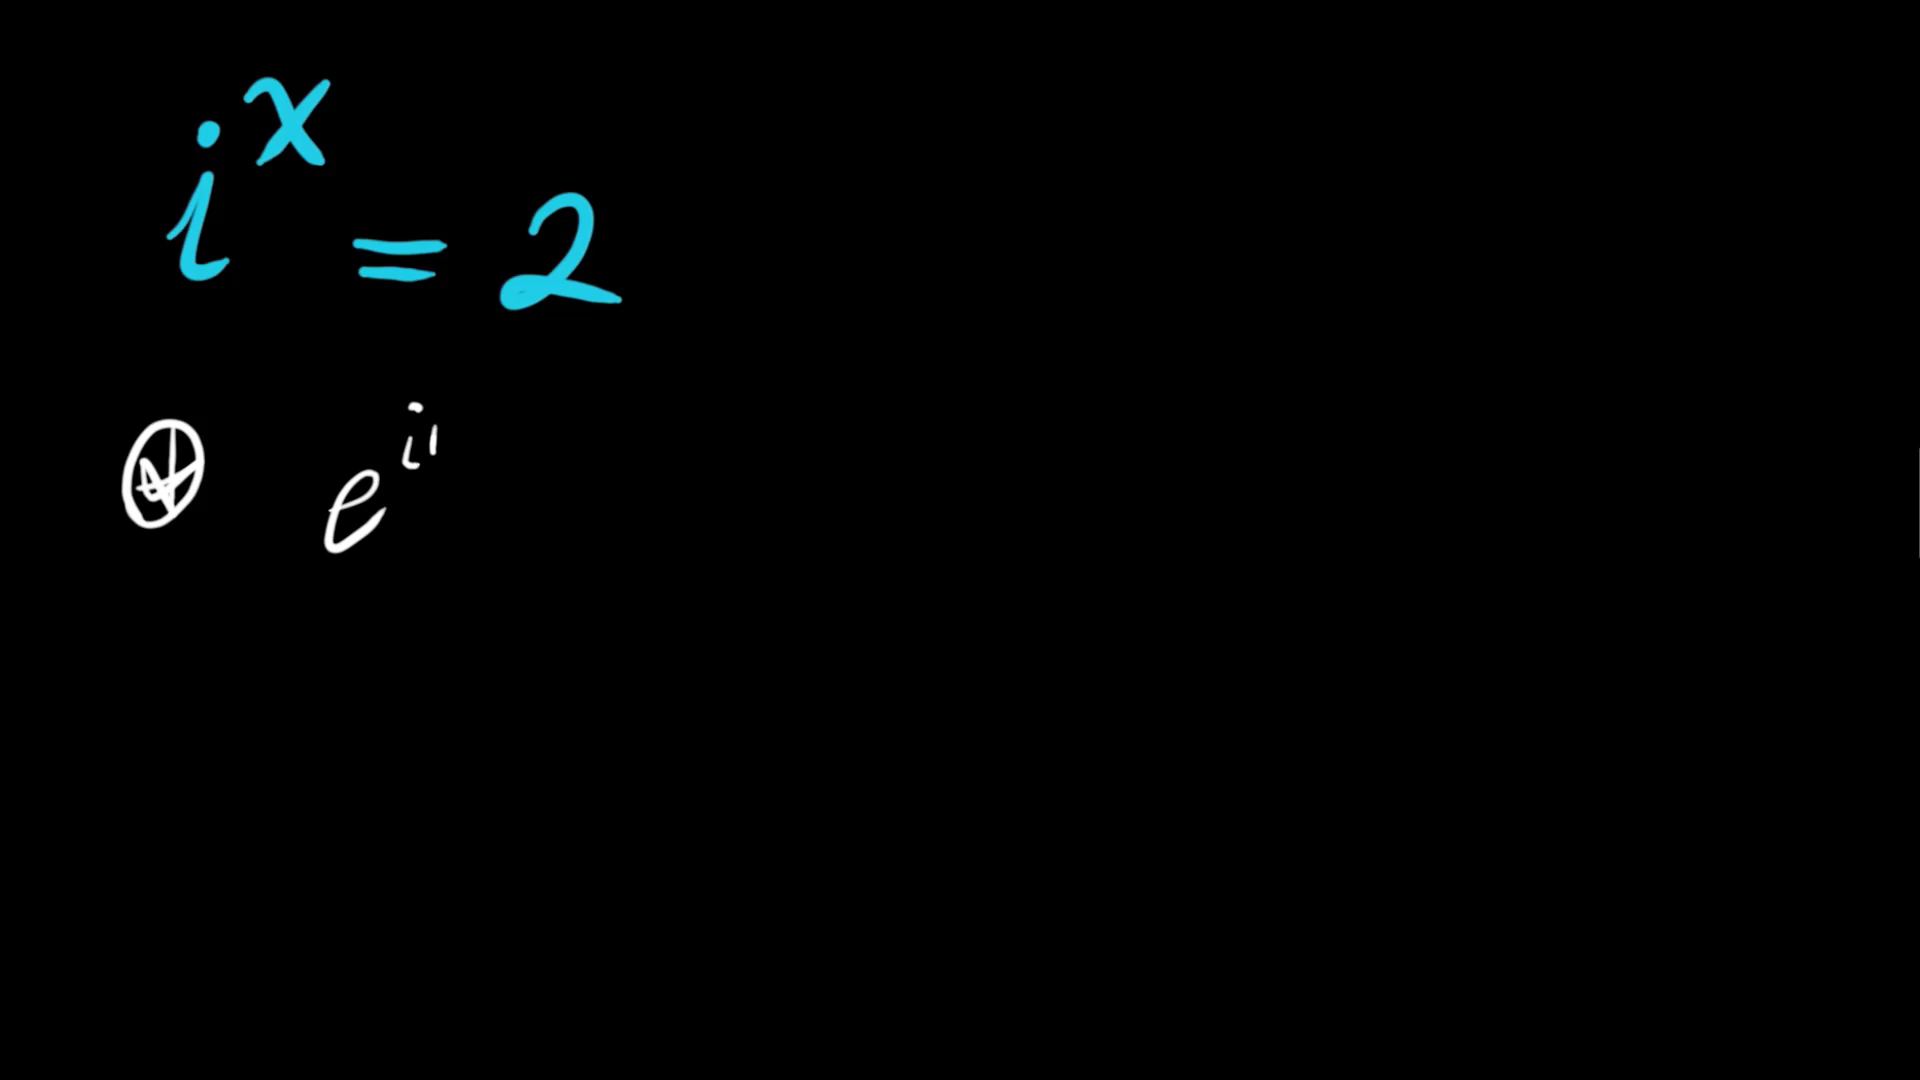 i^x = 2
e^i